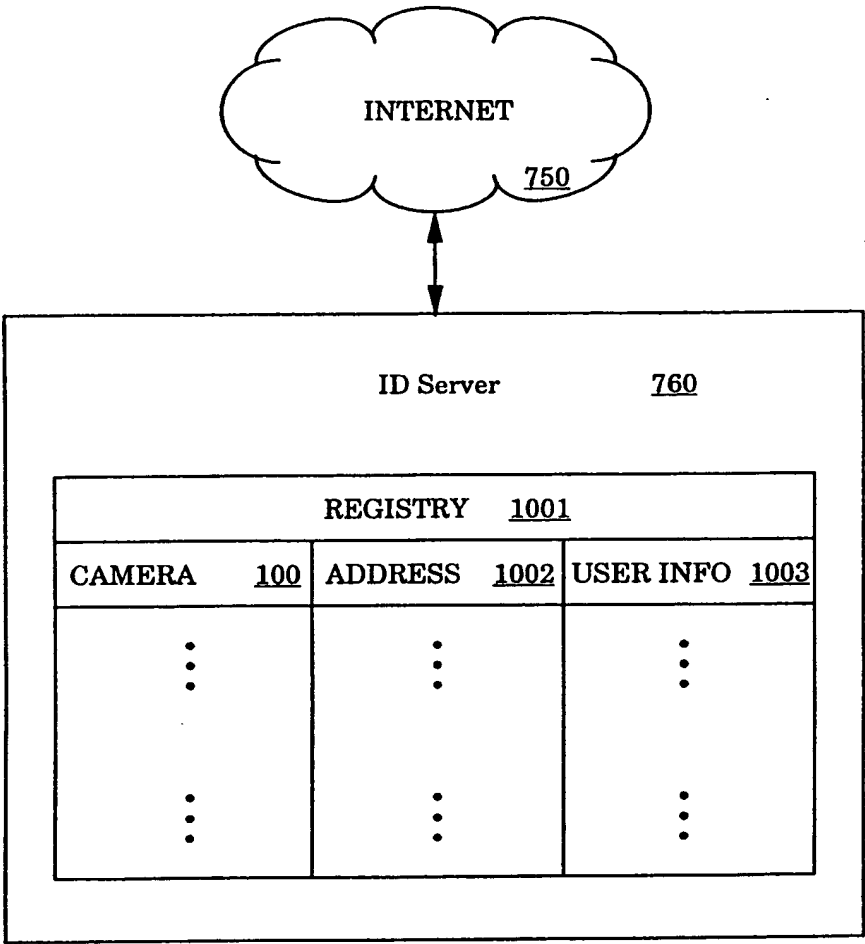 INTERNET
750
ID Server 760
REGISTRY 1001
CAMERA 100 ADDRESS 1002 USER INFO 1003